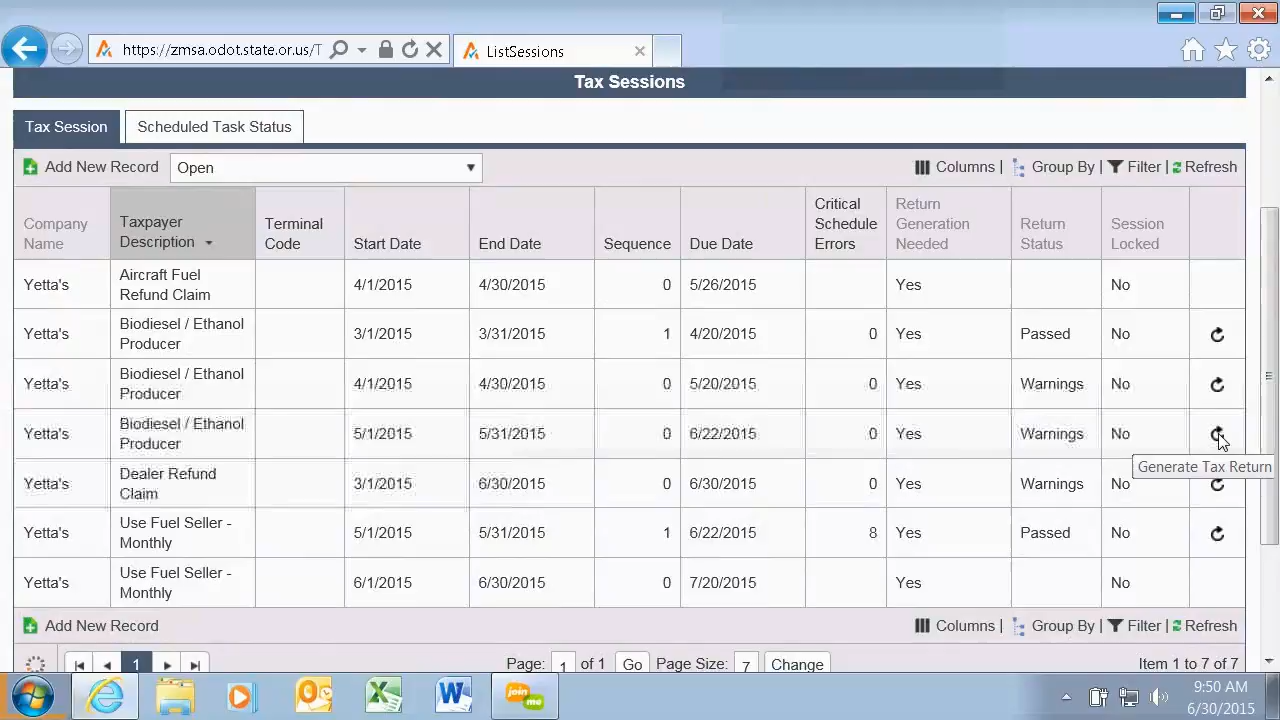 https://zmsa.odot.state.or.us/T
ListSessions
Tax Sessions
Tax Session
Scheduled Task Status
Add New Record
Open
Columns | Group By | Filter | Refresh
Company Name
Taxpayer Description
Terminal Code
Start Date
End Date
Sequence
Due Date
Critical Schedule Errors
Return Generation Needed
Return Status
Session Locked
Yetta's Aircraft Fuel Refund Claim 4/1/2015 4/30/2015 0 5/26/2015 Yes No
Yetta's Biodiesel / Ethanol Producer 3/1/2015 3/31/2015 1 4/20/2015 0 Yes Passed No
Yetta's Biodiesel / Ethanol Producer 4/1/2015 4/30/2015 0 5/20/2015 0 Yes Warnings No
Yetta's Biodiesel / Ethanol Producer 5/1/2015 5/31/2015 0 6/22/2015 0 Yes Warnings No
Generate Tax Return
Yetta's Dealer Refund Claim 3/1/2015 6/30/2015 0 6/30/2015 0 Yes Warnings No
Yetta's Use Fuel Seller - Monthly 5/1/2015 5/31/2015 1 6/22/2015 8 Yes Passed No
Yetta's Use Fuel Seller - Monthly 6/1/2015 6/30/2015 0 7/20/2015 Yes No
Add New Record
Columns | Group By | Filter | Refresh
1
Page: 1 of 1 Go Page Size: 7 Change
Item 1 to 7 of 7
join me
9:50 AM
6/30/2015